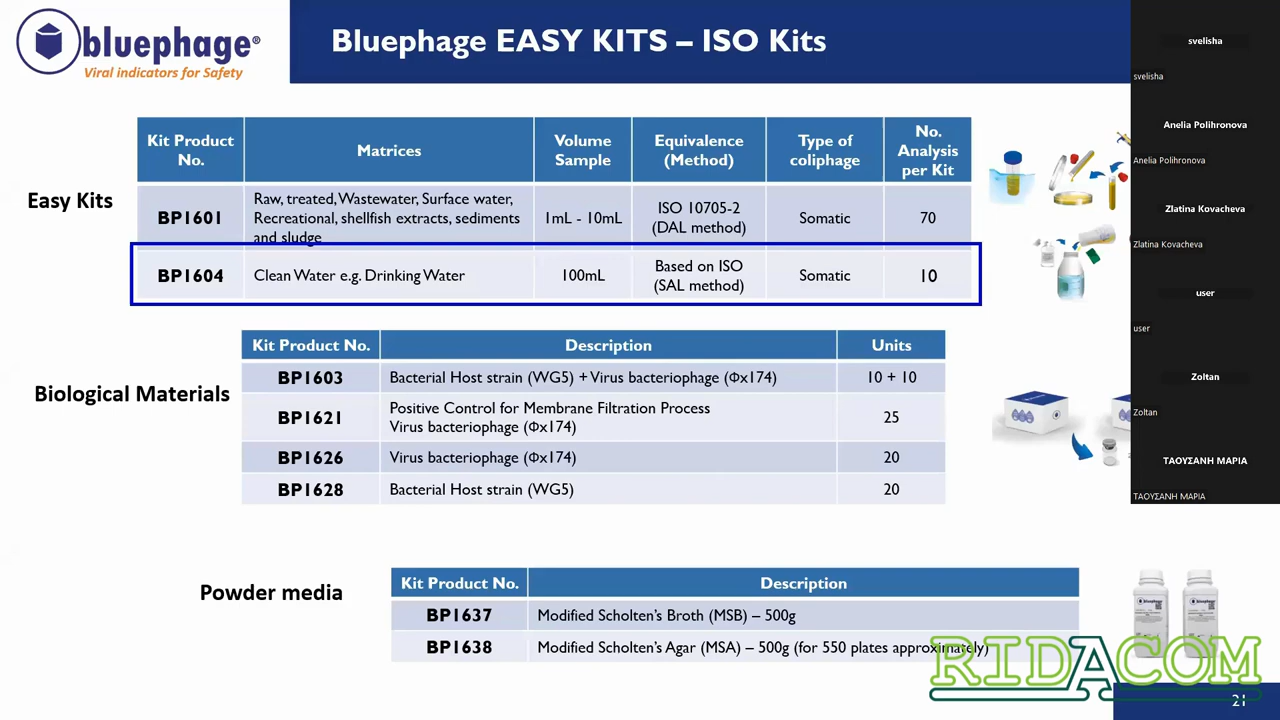 bluephage®
Viral indicators for Safety
Bluephage EASY KITS – ISO Kits
Easy Kits
Kit Product No. Matrices Volume Sample Equivalence (Method) Type of coliphage No. Analysis per Kit
BP1601 Raw, treated, Wastewater, Surface water, Recreational, shellfish extracts, sediments and sludge 1mL - 10mL ISO 10705-2 (DAL method) Somatic 70
BP1604 Clean Water e.g. Drinking Water 100mL Based on ISO (SAL method) Somatic 10
Biological Materials
Kit Product No. Description Units
BP1603 Bacterial Host strain (WG5) + Virus bacteriophage (Φx174) 10 + 10
BP1621 Positive Control for Membrane Filtration Process Virus bacteriophage (Φx174) 25
BP1626 Virus bacteriophage (Φx174) 20
BP1628 Bacterial Host strain (WG5) 20
Powder media
Kit Product No. Description
BP1637 Modified Scholten's Broth (MSB) – 500g
BP1638 Modified Scholten's Agar (MSA) – 500g (for 550 plates approximately)
bluephage
bluephage
RIDACOM
21
svelisha
svelisha
Anelia Polihronova
Anelia Polihronova
Zlatina Kovacheva
Zlatina Kovacheva
user
user
Zoltan
Zoltan
ΤΑΟΥΣΑΝΗ ΜΑΡΙΑ
ΤΑΟΥΣΑΝΗ ΜΑΡΙΑ